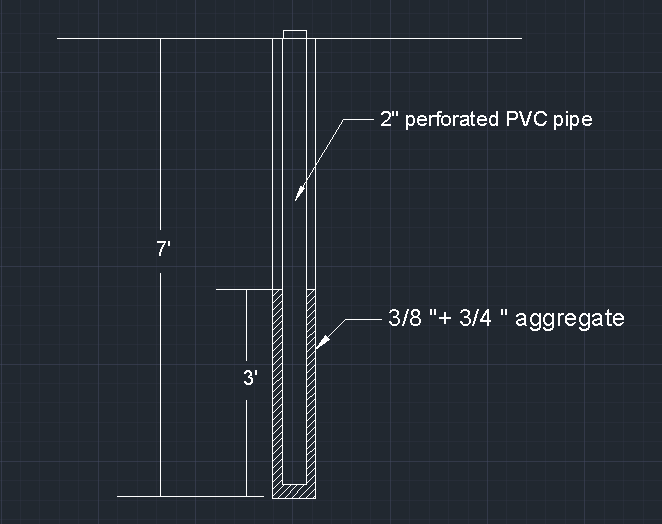 2" perforated PVC pipe
7'
3/8 "+ 3/4 " aggregate
3'